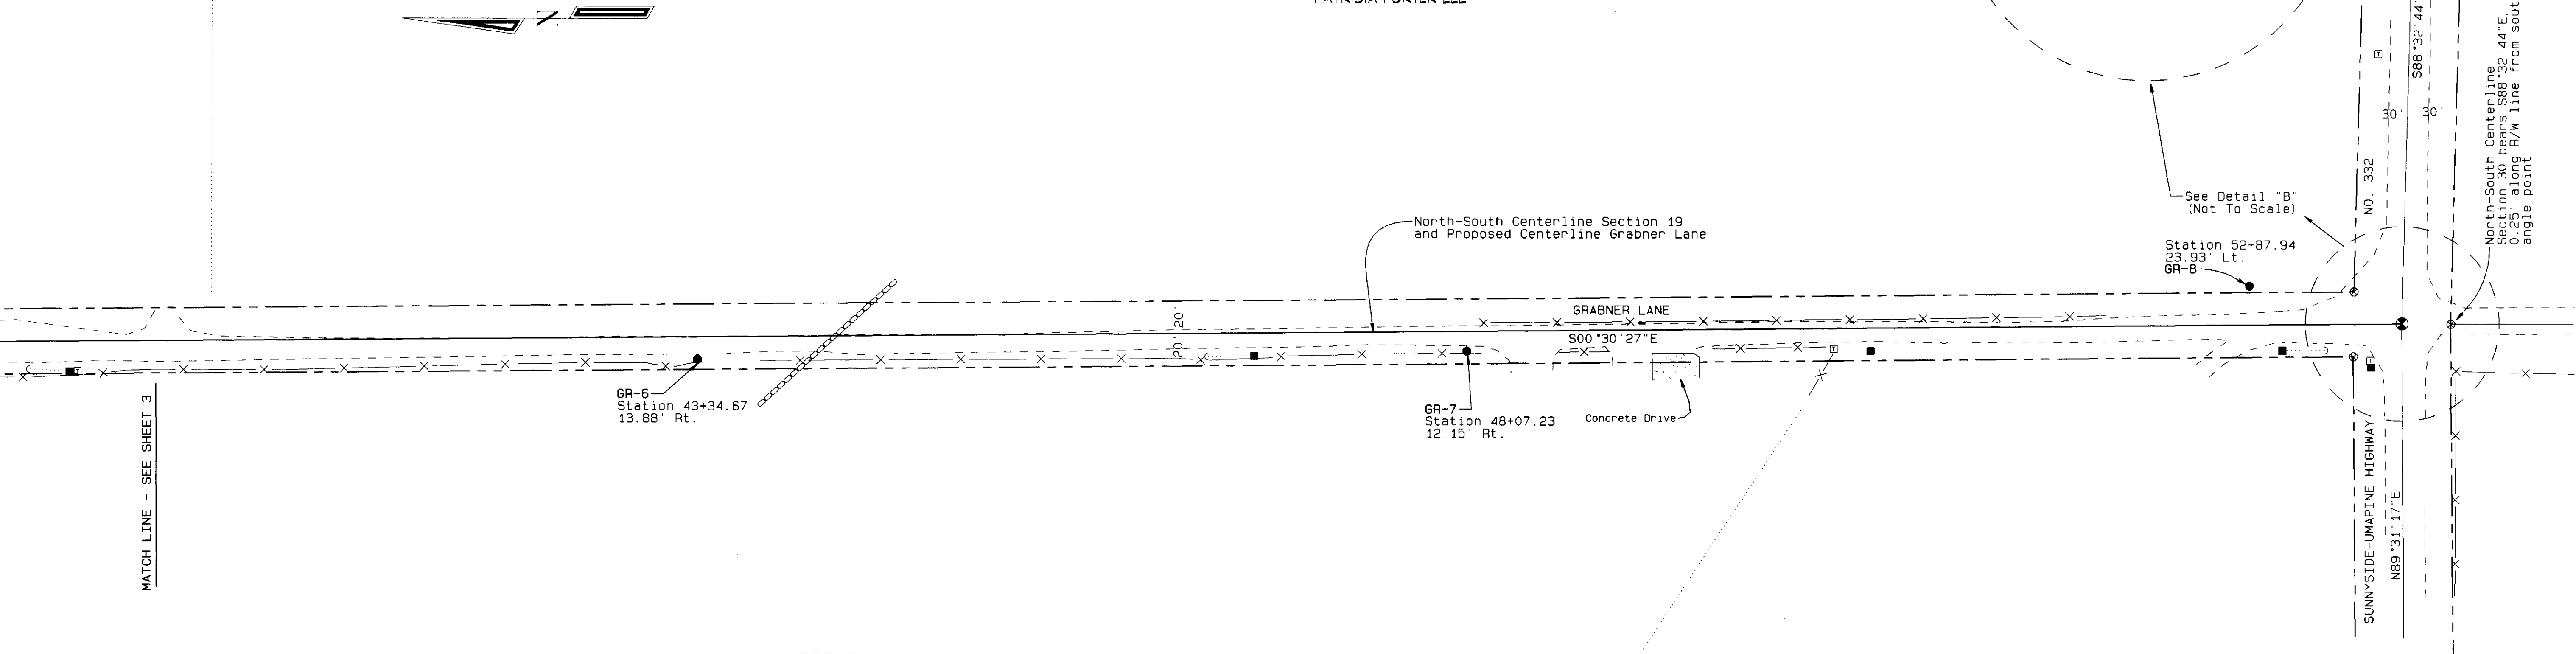 N
S88°32'44"
30' 30'
North-South Centerline
Section 30 bears S88°32'44"E,
0.25' along R/W line from sout
angle point
NO. 332
See Detail "B"
(Not To Scale)
North-South Centerline Section 19
and Proposed Centerline Grabner Lane
Station 52+87.94
23.93' Lt.
GR-8
GRABNER LANE
20' 20'
S00°30'27"E
GR-6
Station 43+34.67
13.88' Rt.
GR-7
Station 48+07.23
12.15' Rt.
Concrete Drive
MATCH LINE - SEE SHEET 3
SUNNYSIDE-UMAPINE HIGHWAY
N89°31'17"E
T
T
T
T